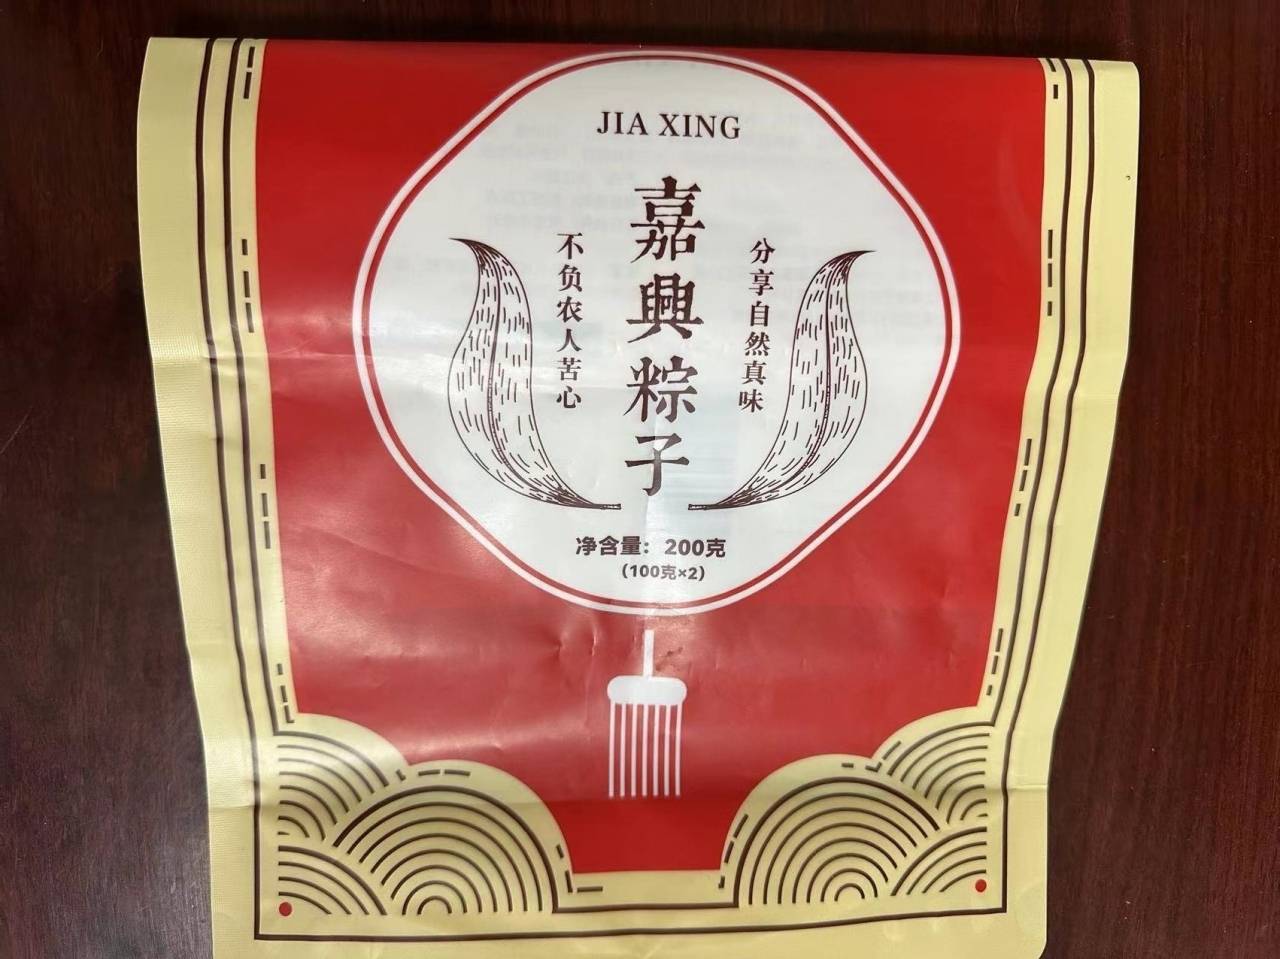 JIA XING
嘉興粽子
分享自然真味
不负农人苦心
净含量：200克
（100克×2）